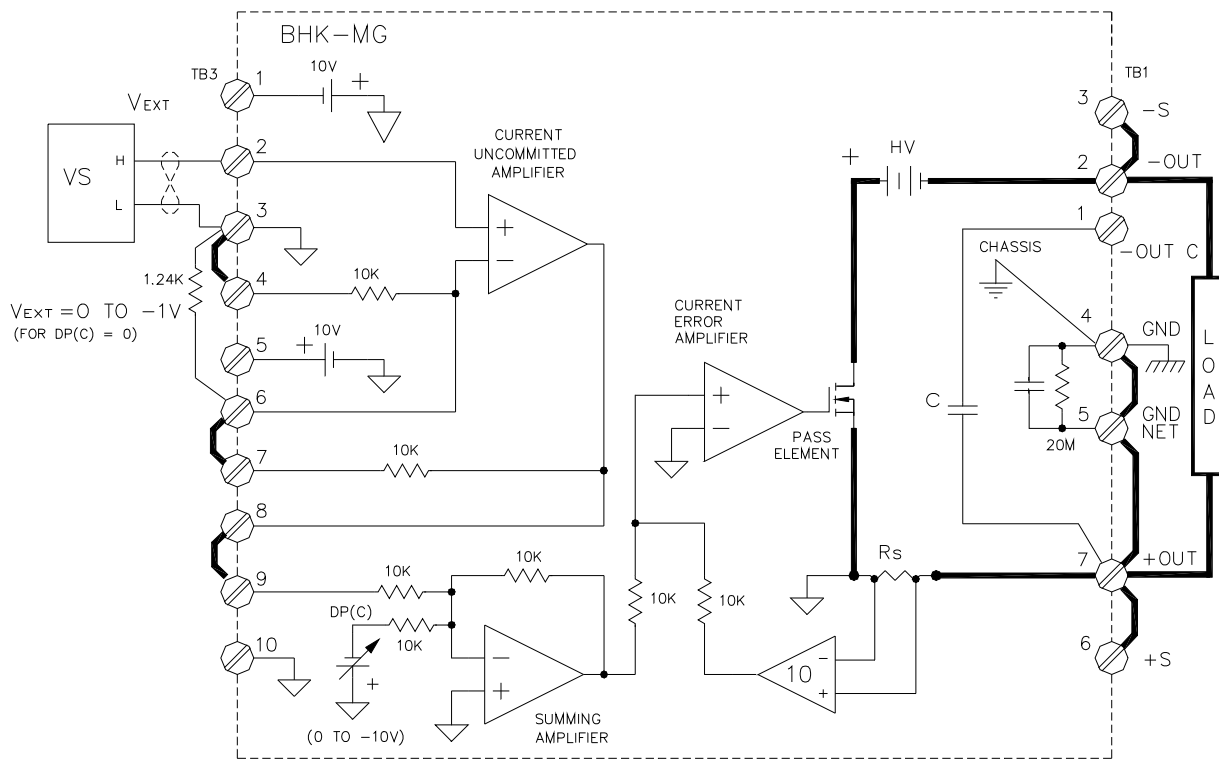 BHK-MG
TB3
1
10V
+
V EXT
VS
H
L
2
3
4
1.24K
10K
VEXT = 0 TO -1V
(FOR DP(C) = 0)
5
+
10V
6
7
10K
8
9
10K
10K
DP(C)
10K
+
(0 TO -10V)
10
CURRENT
UNCOMMITTED
AMPLIFIER
+
−
−
+
SUMMING
AMPLIFIER
CURRENT
ERROR
AMPLIFIER
+
−
PASS
ELEMENT
10K
10K
10
-
+
Rs
+
HV
C
TB1
3
-S
2
-OUT
1
-OUT C
CHASSIS
4
GND
5
GND
NET
20M
7
+OUT
6
+S
LOAD